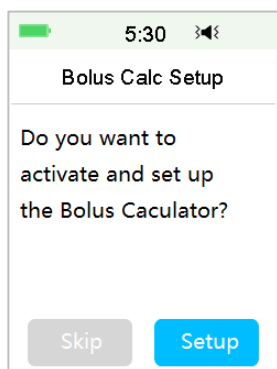 5:30
Bolus Calc Setup
Do you want to
activate and set up
the Bolus Caculator?
Skip Setup